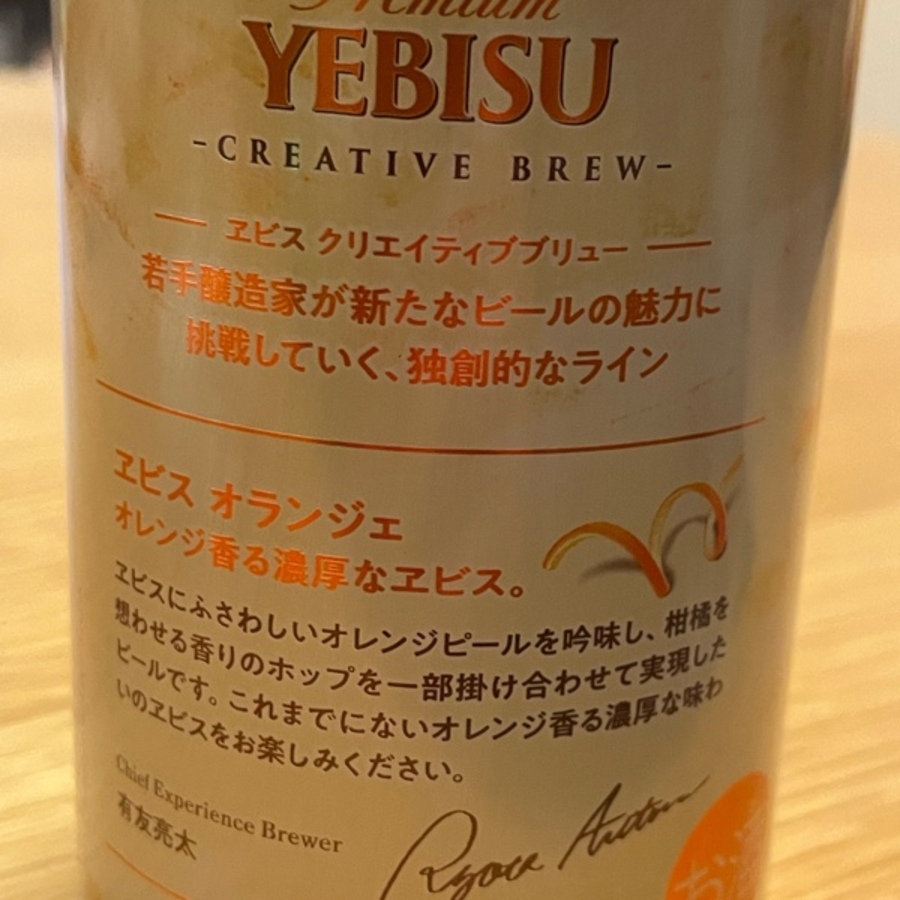 Premium
YEBISU
-CREATIVE BREW-
ヱビス クリエイティブブリュー
若手醸造家が新たなビールの魅力に
挑戦していく、独創的なライン
ヱビス オランジェ
オレンジ香る濃厚なヱビス。
ヱビスにふさわしいオレンジピールを吟味し、柑橘を
想わせる香りのホップを一部掛け合わせて実現した
ビールです。これまでにないオレンジ香る濃厚な味わ
いのヱビスをお楽しみください。
Chief Experience Brewer
有友亮太
Ryota Aritomo
お酒